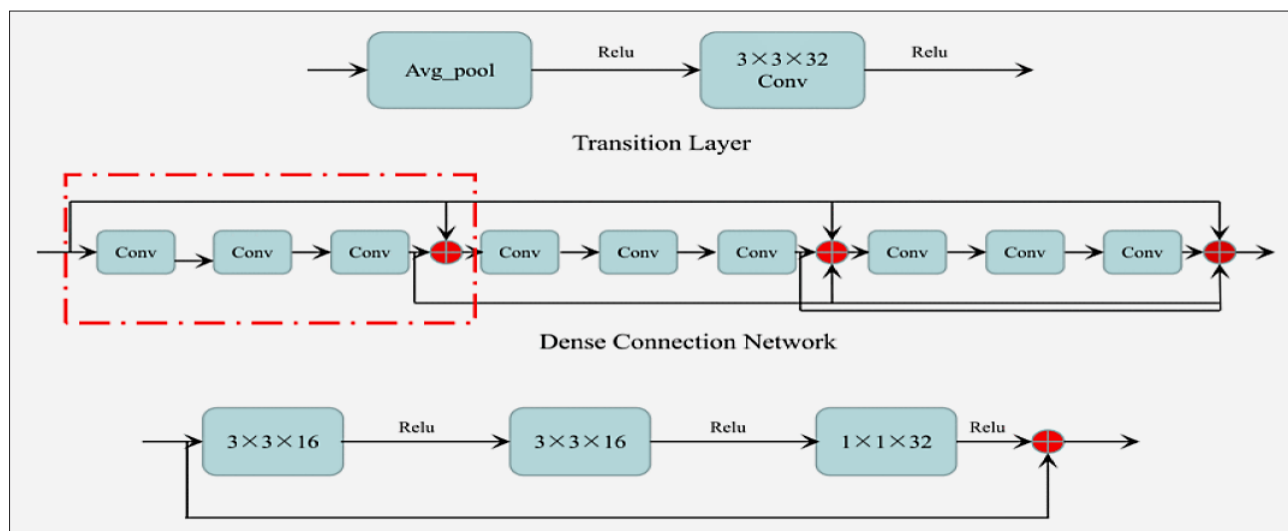 Avg_pool
Relu
3×3×32
Conv
Relu
Transition Layer
Conv
Conv
Conv
Conv
Conv
Conv
Conv
Conv
Conv
Dense Connection Network
3×3×16
Relu
3×3×16
Relu
1×1×32
Relu